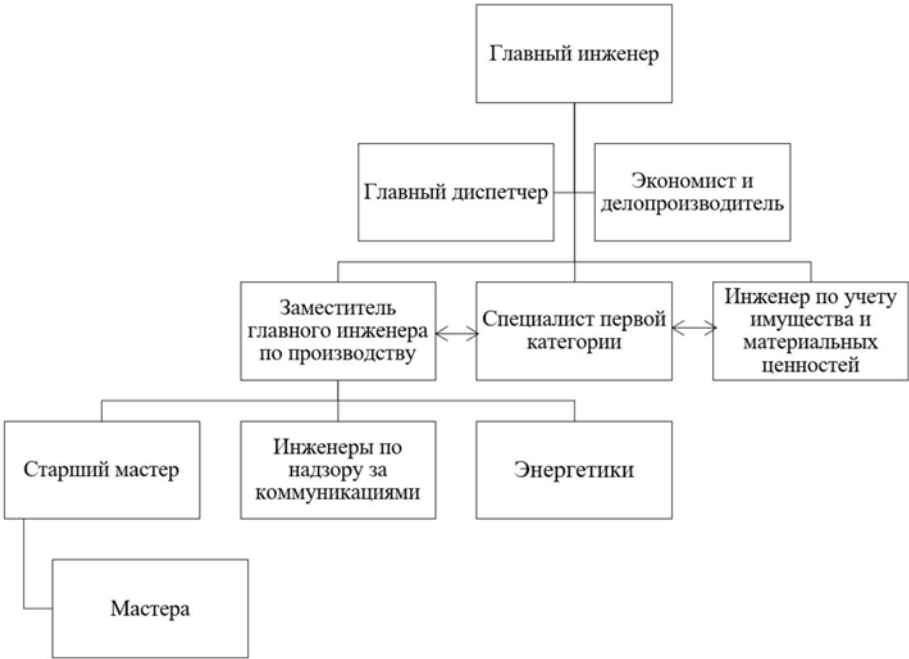 Главный инженер
Главный диспетчер
Экономист и
делопроизводитель
Заместитель
главного инженера
по производству
Специалист первой
категории
Инженер по учету
имущества и
материальных
ценностей
Старший мастер
Инженеры по
надзору за
коммуникациями
Энергетики
Мастера